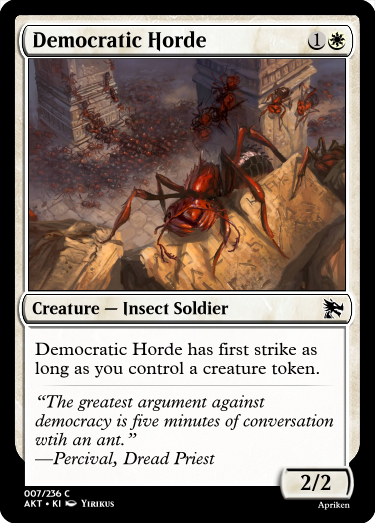 Democratic Horde 1
Creature — Insect Soldier
Democratic Horde has first strike as
long as you control a creature token.
“The greatest argument against
democracy is five minutes of conversation
wtih an ant.”
—Percival, Dread Priest
2/2
007/236 C
AKT • KI Yirikus
Apriken